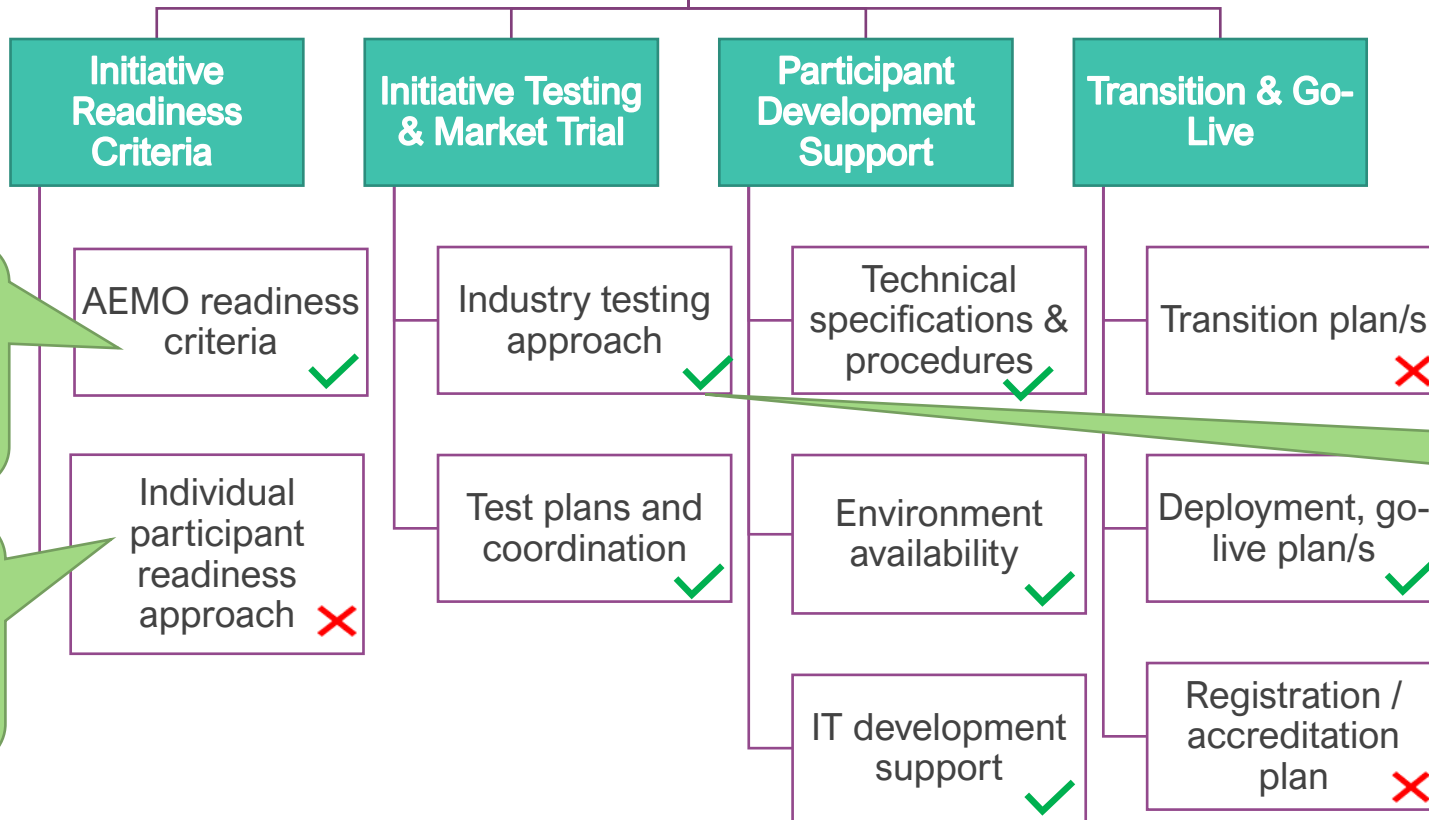 Initiative
Readiness
Criteria
Initiative Testing
& Market Trial
Participant
Development
Support
Transition & Go-
Live
AEMO readiness
criteria
Individual
participant
readiness
approach
Industry testing
approach
Test plans and
coordination
Technical
specifications &
procedures
Environment
availability
IT development
support
Transition plan/s
Deployment, go-
live plan/s
Registration /
accreditation
plan